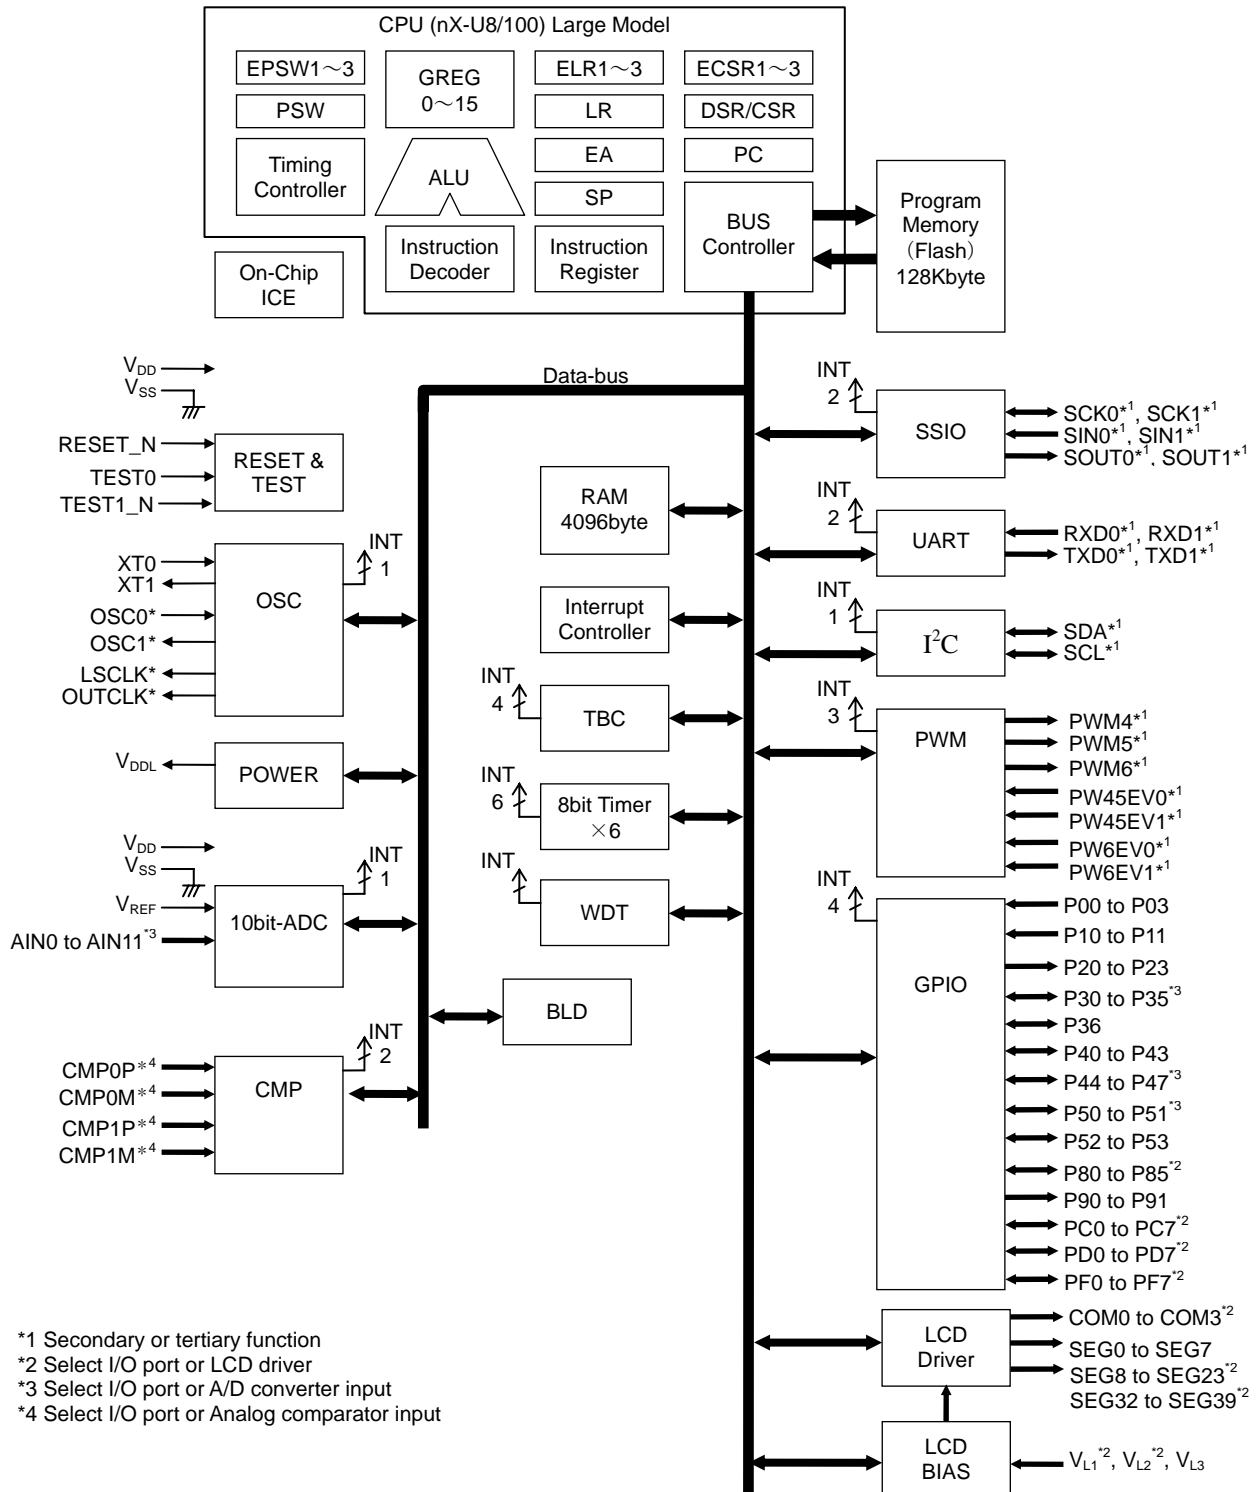 CPU (nX-U8/100) Large Model
EPSW1～3
GREG
0～15
ELR1～3
ECSR1～3
PSW
LR
DSR/CSR
Timing
Controller
ALU
EA
PC
SP
BUS
Controller
Instruction
Decoder
Instruction
Register
On-Chip
ICE
Program
Memory
（Flash）
128Kbyte
VDD
VSS
Data-bus
RESET_N
TEST0
TEST1_N
RESET &
TEST
XT0
XT1
OSC0*
OSC1*
LSCLK*
OUTCLK*
OSC
INT
1
VDDL
POWER
VDD
VSS
VREF
AIN0 to AIN11*3
10bit-ADC
INT
1
CMP0P*4
CMP0M*4
CMP1P*4
CMP1M*4
CMP
INT
2
RAM
4096byte
Interrupt
Controller
INT
4
TBC
INT
6
8bit Timer
×6
INT
WDT
BLD
INT
2
SSIO
SCK0*1, SCK1*1
SIN0*1, SIN1*1
SOUT0*1, SOUT1*1
INT
2
UART
RXD0*1, RXD1*1
TXD0*1, TXD1*1
INT
1
I2C
SDA*1
SCL*1
INT
3
PWM
PWM4*1
PWM5*1
PWM6*1
PW45EV0*1
PW45EV1*1
PW6EV0*1
PW6EV1*1
INT
4
GPIO
P00 to P03
P10 to P11
P20 to P23
P30 to P35*3
P36
P40 to P43
P44 to P47*3
P50 to P51*3
P52 to P53
P80 to P85*2
P90 to P91
PC0 to PC7*2
PD0 to PD7*2
PF0 to PF7*2
LCD
Driver
COM0 to COM3*2
SEG0 to SEG7
SEG8 to SEG23*2
SEG32 to SEG39*2
LCD
BIAS
VL1*2, VL2*2, VL3
*1 Secondary or tertiary function
*2 Select I/O port or LCD driver
*3 Select I/O port or A/D converter input
*4 Select I/O port or Analog comparator input